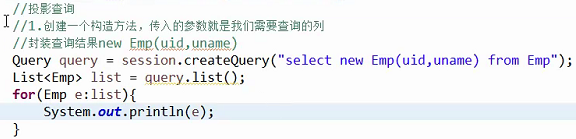 //投影查询
//1.创建一个构造方法，传入的参数就是我们需要查询的列
//封装查询结果new Emp(uid,uname)
Query query = session.createQuery("select new Emp(uid,uname) from Emp");
List<Emp> list = query.list();
for(Emp e:list){
    System.out.println(e);
}